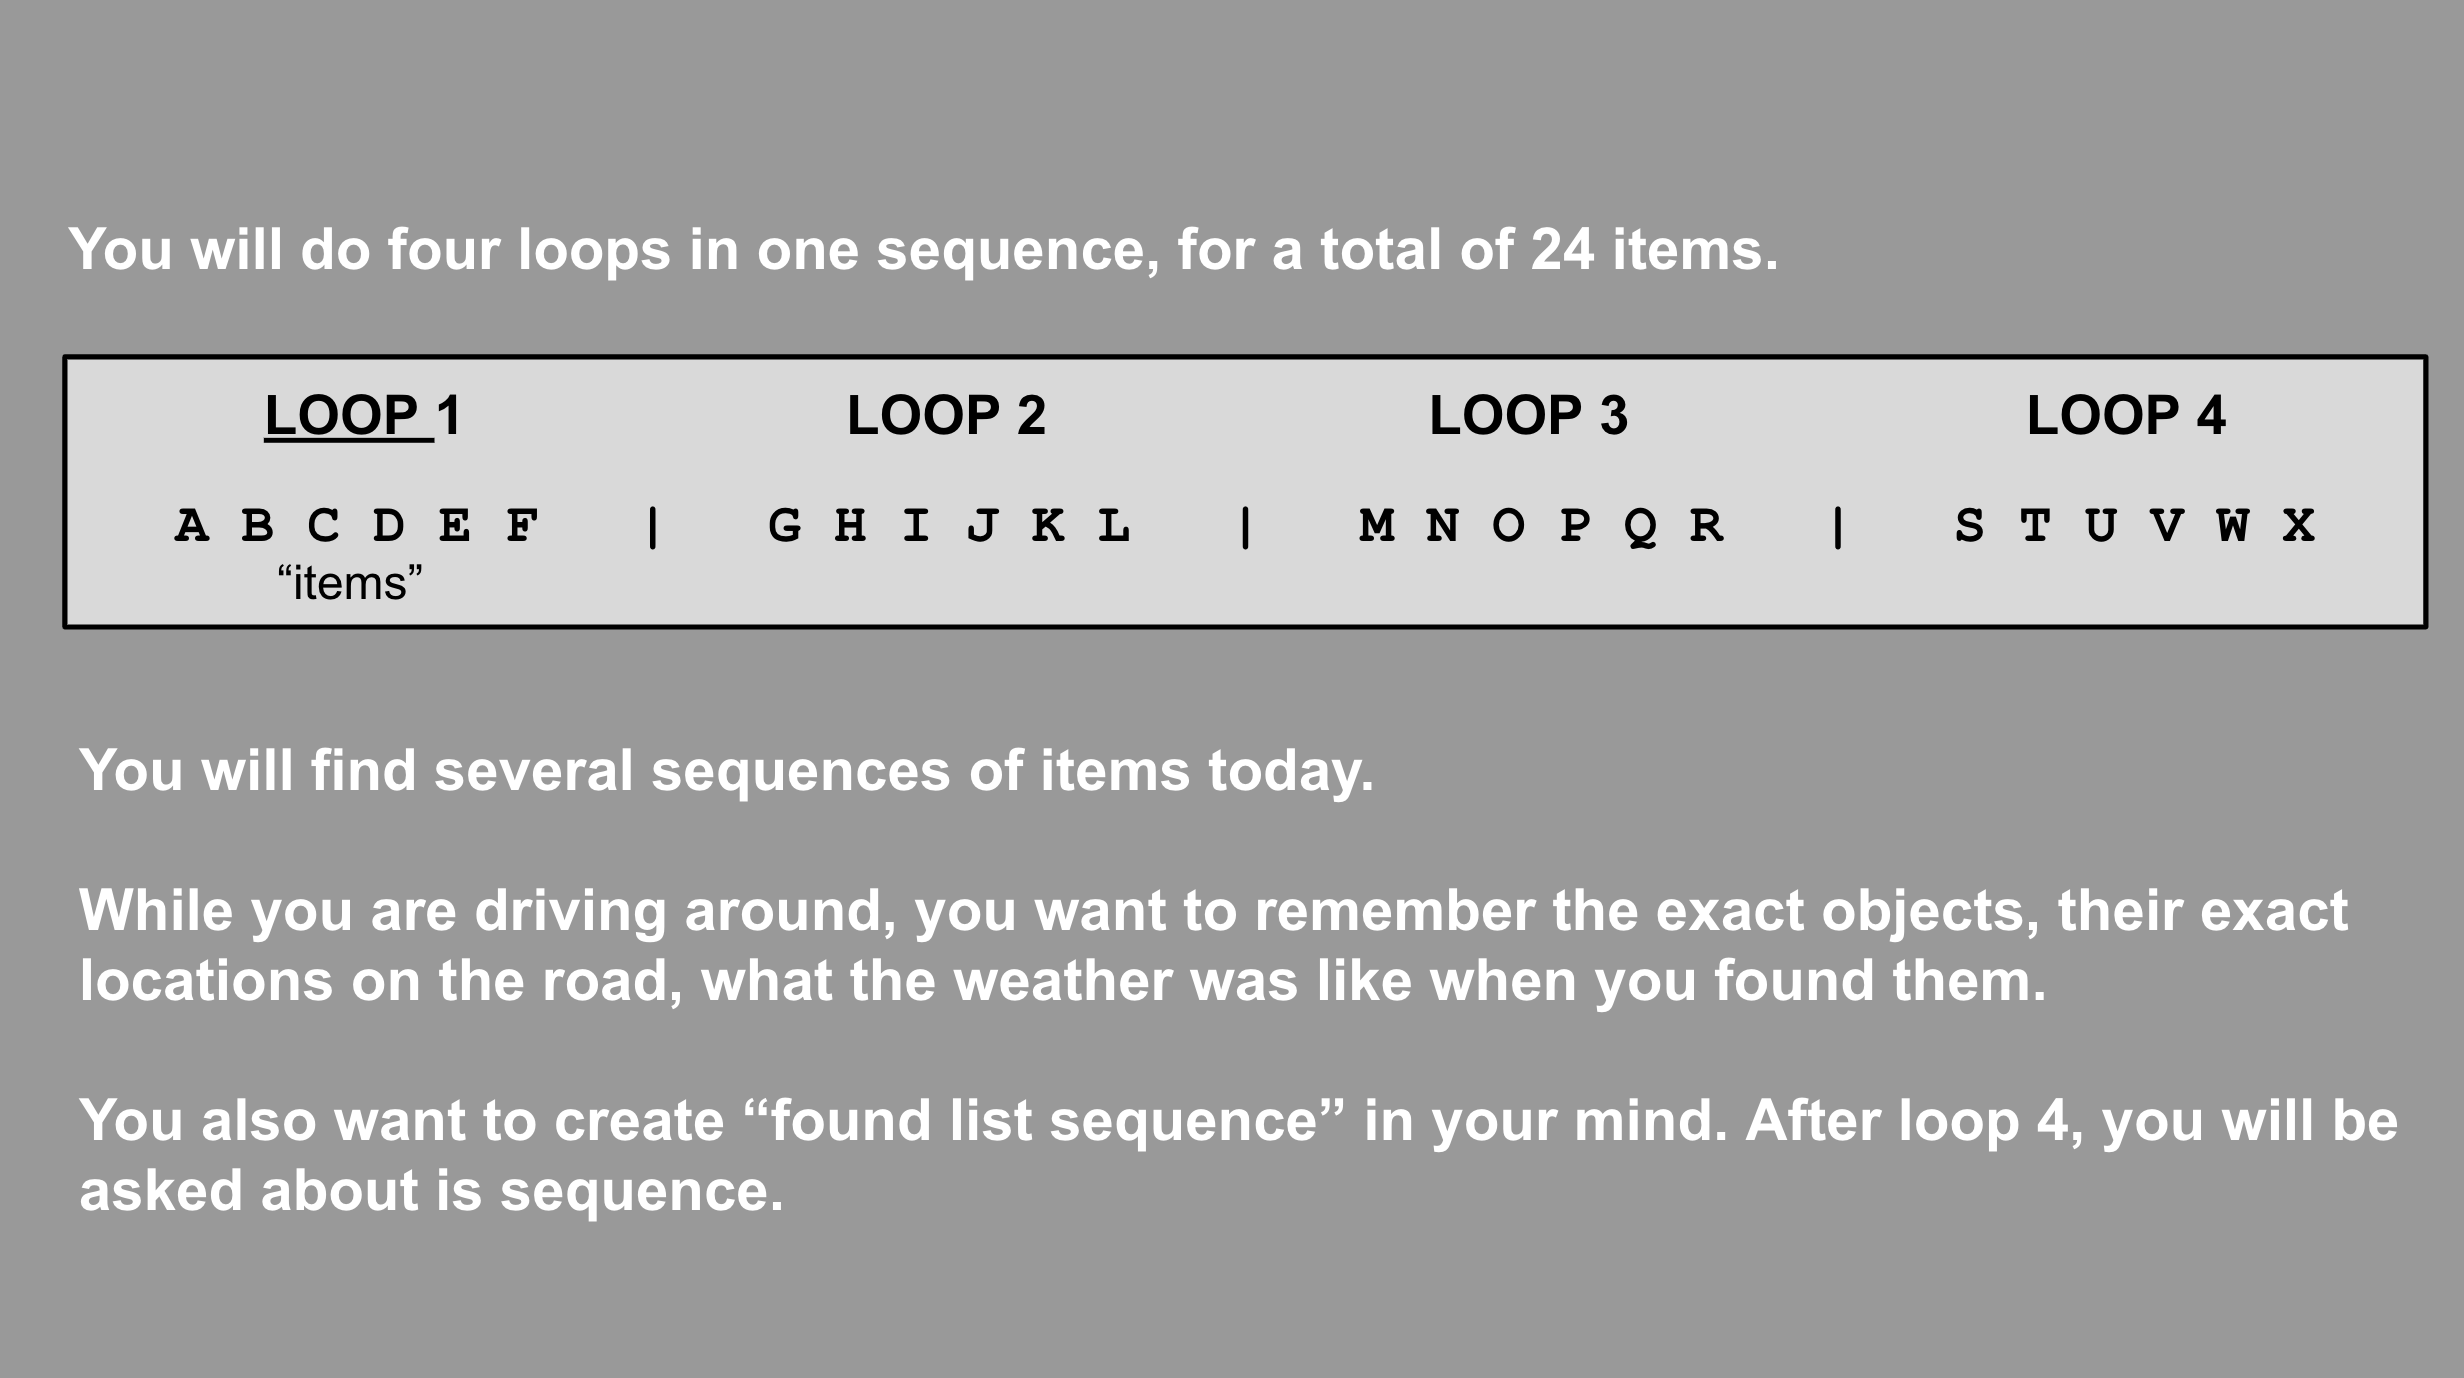 You will do four loops in one sequence, for a total of 24 items.
LOOP 1 LOOP 2 LOOP 3 LOOP 4
A B C D E F | G H I J K L | M N O P Q R | S T U V W X
“items”
You will find several sequences of items today.
While you are driving around, you want to remember the exact objects, their exact
locations on the road, what the weather was like when you found them.
You also want to create “found list sequence” in your mind. After loop 4, you will be
asked about is sequence.